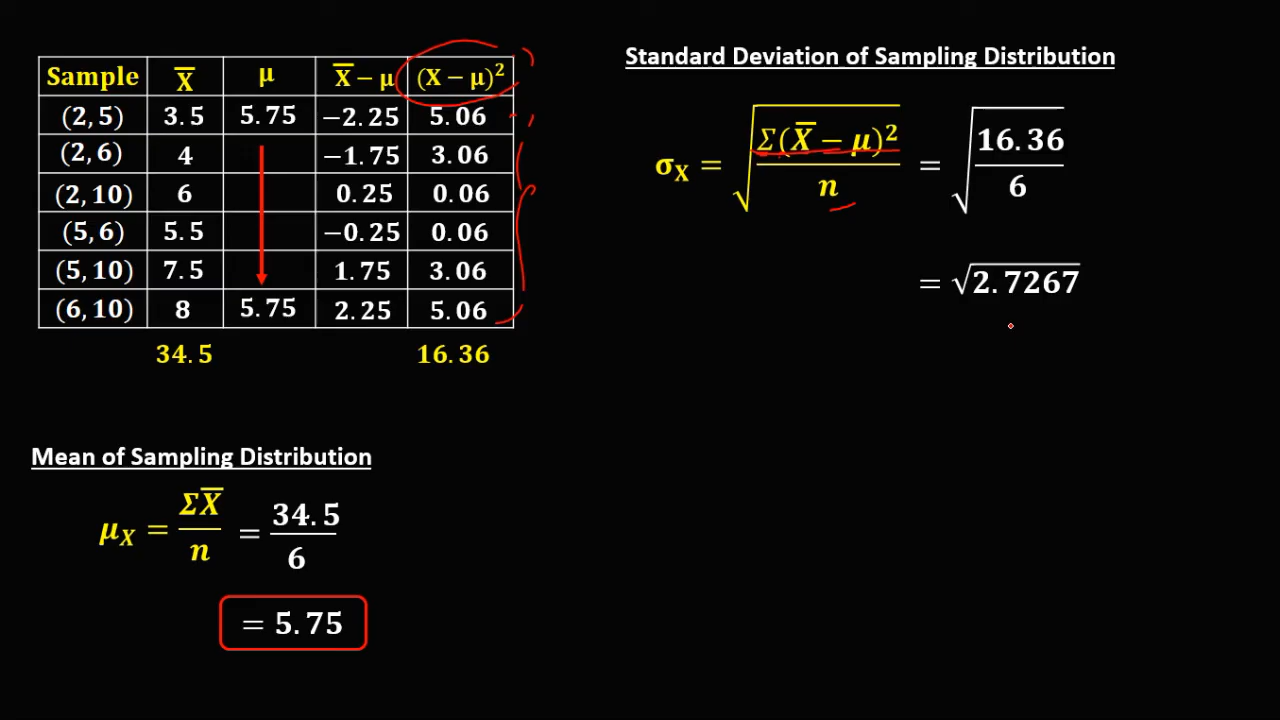 Sample X̅ μ X̅ − μ (X − μ)²
(2, 5) 3.5 5.75 −2.25 5.06
(2, 6) 4 −1.75 3.06
(2, 10) 6 0.25 0.06
(5, 6) 5.5 −0.25 0.06
(5, 10) 7.5 1.75 3.06
(6, 10) 8 5.75 2.25 5.06
34.5 16.36
Mean of Sampling Distribution
μ_X = ΣX̅ / n = 34.5 / 6
= 5.75
Standard Deviation of Sampling Distribution
σ_X = √(Σ(X̅ − μ)² / n) = √(16.36 / 6)
= √2.7267